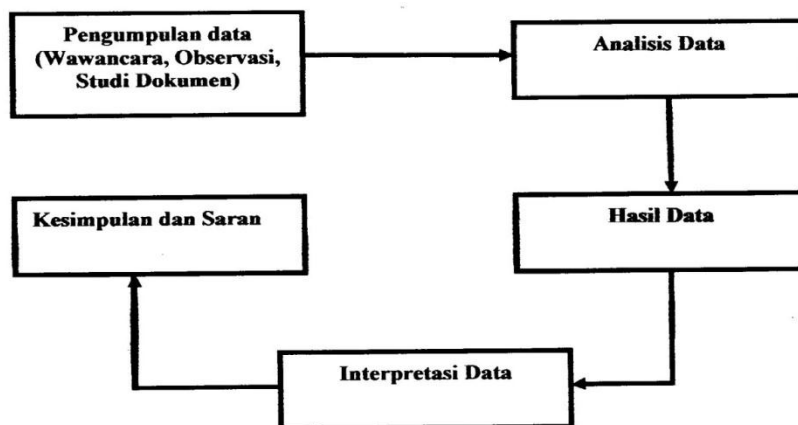 Pengumpulan data
(Wawancara, Observasi,
Studi Dokumen)
Analisis Data
Hasil Data
Interpretasi Data
Kesimpulan dan Saran